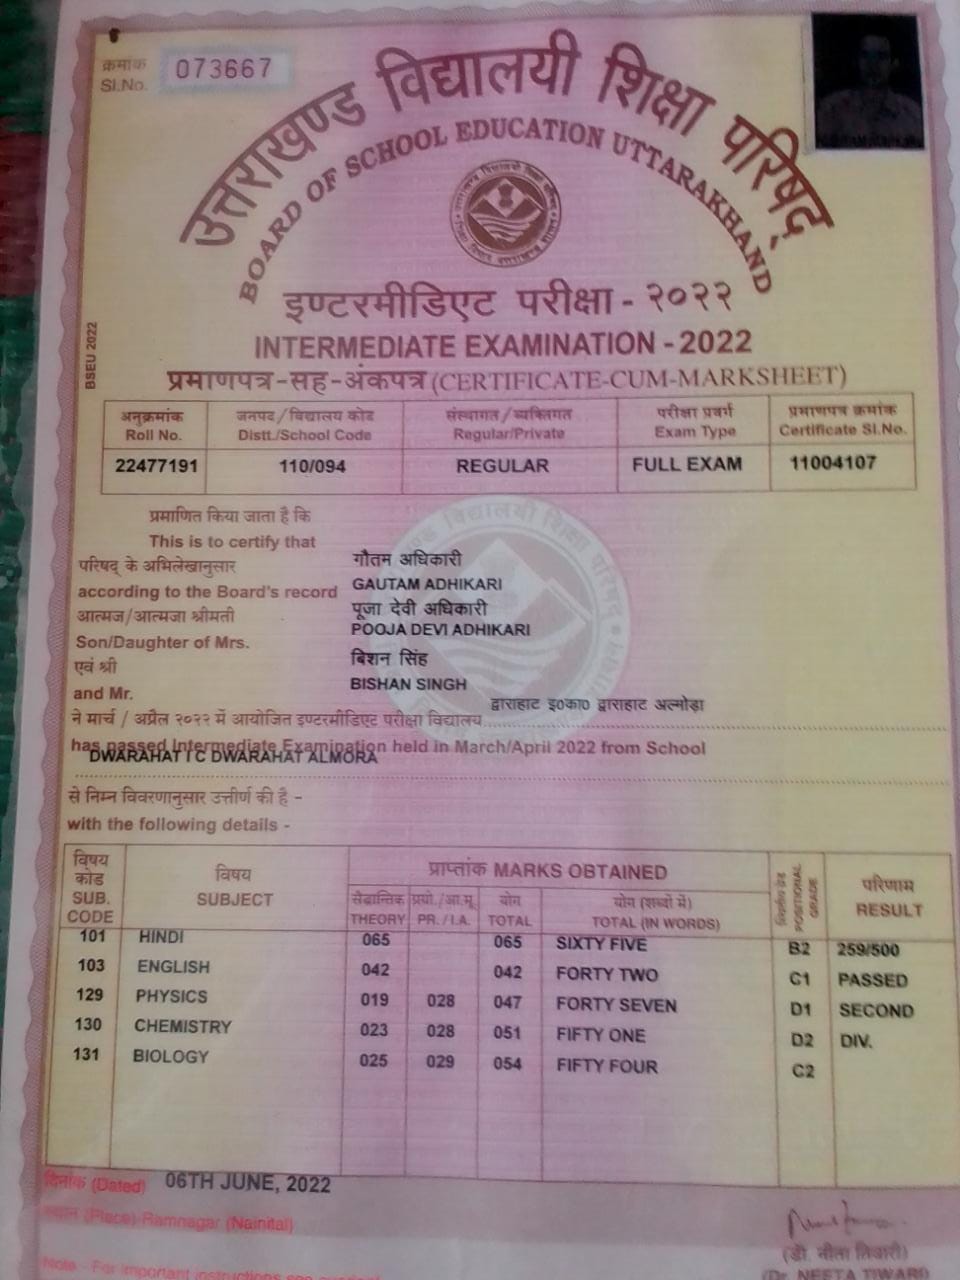 क्रमांक
Sl.No. 073667
उत्तराखण्ड विद्यालयी शिक्षा परिषद्
BOARD OF SCHOOL EDUCATION UTTARAKHAND
इण्टरमीडिएट परीक्षा - २०२२
INTERMEDIATE EXAMINATION - 2022
BSEU 2022
प्रमाणपत्र-सह-अंकपत्र (CERTIFICATE-CUM-MARKSHEET)
अनुक्रमांक जनपद/विद्यालय कोड संस्थागत/व्यक्तिगत परीक्षा प्रवर्ग प्रमाणपत्र क्रमांक
Roll No. Distt./School Code Regular/Private Exam Type Certificate Sl.No.
22477191 110/094 REGULAR FULL EXAM 11004107
प्रमाणित किया जाता है कि
This is to certify that
परिषद् के अभिलेखानुसार गौतम अधिकारी
according to the Board's record GAUTAM ADHIKARI
आत्मज/आत्मजा श्रीमती पूजा देवी अधिकारी
Son/Daughter of Mrs. POOJA DEVI ADHIKARI
एवं श्री बिशन सिंह
and Mr. BISHAN SINGH
द्वाराहाट इ०का० द्वाराहाट अल्मोड़ा
ने मार्च / अप्रैल २०२२ में आयोजित इण्टरमीडिएट परीक्षा विद्यालय
has passed Intermediate Examination held in March/April 2022 from School
DWARAHAT I C DWARAHAT ALMORA
से निम्न विवरणानुसार उत्तीर्ण की है -
with the following details -
विषय कोड विषय प्राप्तांक MARKS OBTAINED परिणाम
SUB. CODE SUBJECT POSITIONAL GRADE RESULT
सैद्धान्तिक प्रयो./आ.मू. योग योग (शब्दों में)
THEORY PR. / I.A. TOTAL TOTAL (IN WORDS)
101 HINDI 065 065 SIXTY FIVE B2 259/500
103 ENGLISH 042 042 FORTY TWO C1 PASSED
129 PHYSICS 019 028 047 FORTY SEVEN D1 SECOND
130 CHEMISTRY 023 028 051 FIFTY ONE D2 DIV.
131 BIOLOGY 025 029 054 FIFTY FOUR C2
दिनांक (Dated) 06TH JUNE, 2022
स्थान (Place) Ramnagar (Nainital)
(डॉ. नीता तिवारी)
(Dr. NEETA TIWARI)
Note - For important instructions see